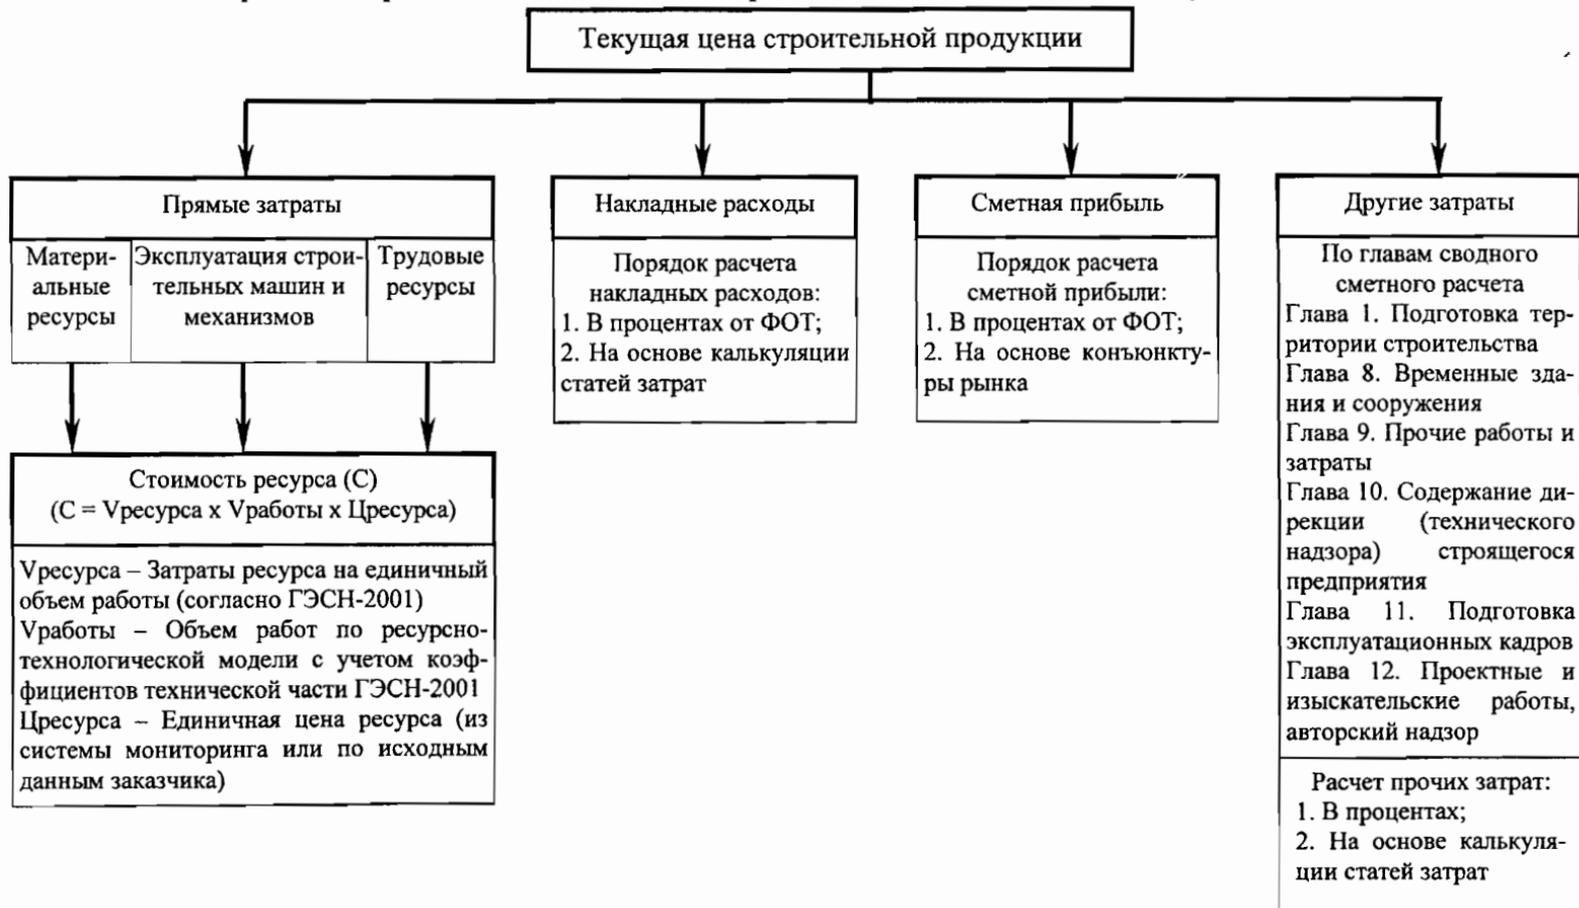 Текущая цена строительной продукции
Прямые затраты
Матери-
альные
ресурсы
Эксплуатация строи-
тельных машин и
механизмов
Трудовые
ресурсы
Стоимость ресурса (С)
(С = Vресурса х Vработы х Цресурса)
Vресурса – Затраты ресурса на единичный
объем работы (согласно ГЭСН-2001)
Vработы – Объем работ по ресурсно-
технологической модели с учетом коэф-
фициентов технической части ГЭСН-2001
Цресурса – Единичная цена ресурса (из
системы мониторинга или по исходным
данным заказчика)
Накладные расходы
Порядок расчета
накладных расходов:
1. В процентах от ФОТ;
2. На основе калькуляции
статей затрат
Сметная прибыль
Порядок расчета
сметной прибыли:
1. В процентах от ФОТ;
2. На основе конъюнкту-
ры рынка
Другие затраты
По главам сводного
сметного расчета
Глава 1. Подготовка тер-
ритории строительства
Глава 8. Временные зда-
ния и сооружения
Глава 9. Прочие работы и
затраты
Глава 10. Содержание ди-
рекции (технического
надзора) строящегося
предприятия
Глава 11. Подготовка
эксплуатационных кадров
Глава 12. Проектные и
изыскательские работы,
авторский надзор
Расчет прочих затрат:
1. В процентах;
2. На основе калькуля-
ции статей затрат